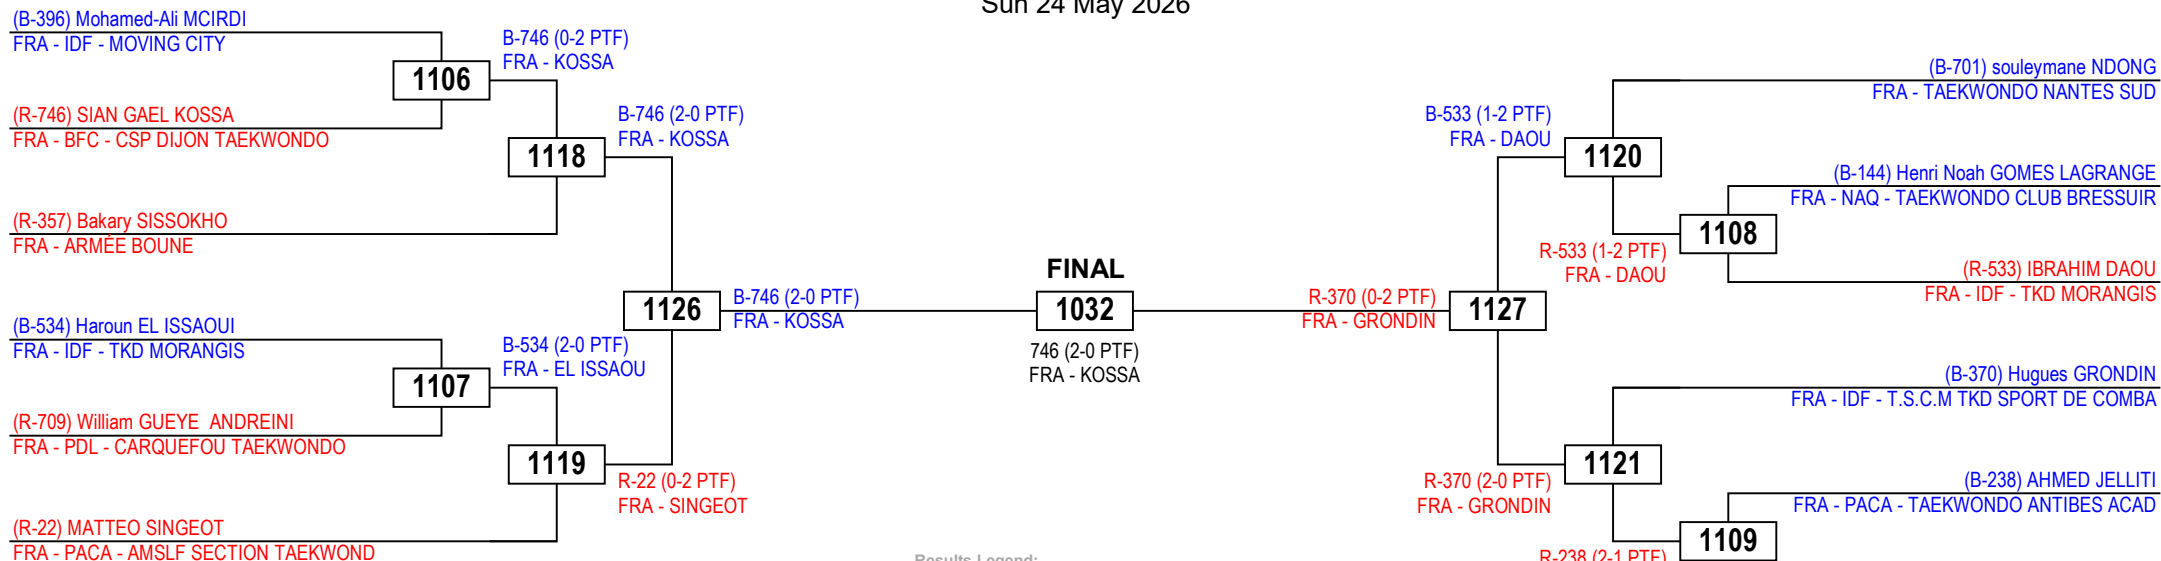 Sun 24 May 2026
(B-396) Mohamed-Ali MCIRDI
FRA - IDF - MOVING CITY
B-746 (0-2 PTF)
FRA - KOSSA
1106
(R-746) SIAN GAEL KOSSA
FRA - BFC - CSP DIJON TAEKWONDO
B-746 (2-0 PTF)
FRA - KOSSA
1118
(R-357) Bakary SISSOKHO
FRA - ARMÉE BOUNE
1126
B-746 (2-0 PTF)
FRA - KOSSA
(B-534) Haroun EL ISSAOUI
FRA - IDF - TKD MORANGIS
B-534 (2-0 PTF)
FRA - EL ISSAOU
1107
(R-709) William GUEYE  ANDREINI
FRA - PDL - CARQUEFOU TAEKWONDO
1119
R-22 (0-2 PTF)
FRA - SINGEOT
(R-22) MATTEO SINGEOT
FRA - PACA - AMSLF SECTION TAEKWOND
FINAL
1032
746 (2-0 PTF)
FRA - KOSSA
(B-701) souleymane NDONG
FRA - TAEKWONDO NANTES SUD
B-533 (1-2 PTF)
FRA - DAOU
1120
(B-144) Henri Noah GOMES LAGRANGE
FRA - NAQ - TAEKWONDO CLUB BRESSUIR
1108
R-533 (1-2 PTF)
FRA - DAOU
(R-533) IBRAHIM DAOU
FRA - IDF - TKD MORANGIS
R-370 (0-2 PTF)
FRA - GRONDIN
1127
(B-370) Hugues GRONDIN
FRA - IDF - T.S.C.M TKD SPORT DE COMBA
1121
R-370 (2-0 PTF)
FRA - GRONDIN
(B-238) AHMED JELLITI
FRA - PACA - TAEKWONDO ANTIBES ACAD
1109
R-238 (2-1 PTF)
Results Legend: